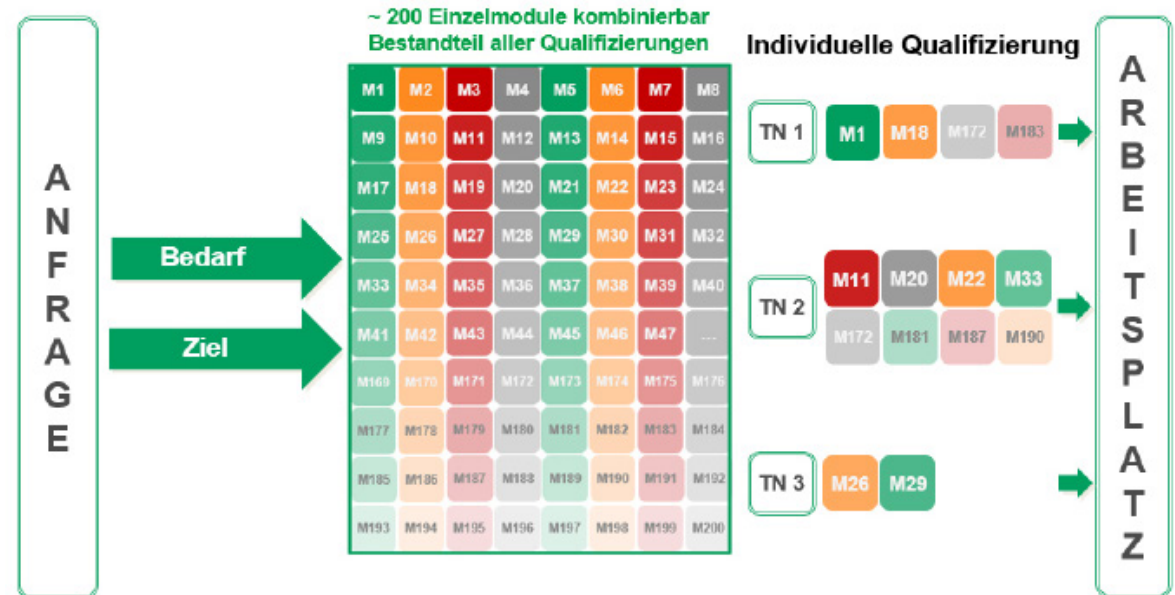 ANFRAGE
Bedarf
Ziel
~ 200 Einzelmodule kombinierbar
Bestandteil aller Qualifizierungen
M1 M2 M3 M4 M5 M6 M7 M8
M9 M10 M11 M12 M13 M14 M15 M16
M17 M18 M19 M20 M21 M22 M23 M24
M25 M26 M27 M28 M29 M30 M31 M32
M33 M34 M35 M36 M37 M38 M39 M40
M41 M42 M43 M44 M45 M46 M47 ...
M169 M170 M171 M172 M173 M174 M175 M176
M177 M178 M179 M180 M181 M182 M183 M184
M185 M186 M187 M188 M189 M190 M191 M192
M193 M194 M195 M196 M197 M198 M199 M200
Individuelle Qualifizierung
TN 1 M1 M18 M172 M183
TN 2
M11 M20 M22 M33
M172 M181 M187 M190
TN 3 M26 M29
ARBEITSPLATZ